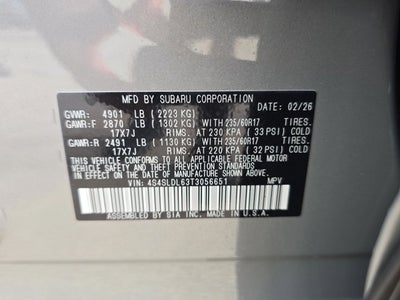 MFD BY SUBARU CORPORATION DATE: 02/26
GVWR: 4901 LB ( 2223 KG)
GAWR:F 2870 LB ( 1302 KG) WITH 235/60R17 TIRES.
17X7J RIMS. AT 230 KPA ( 33 PSI) COLD
GAWR:R 2491 LB ( 1130 KG) WITH 235/60R17 TIRES.
17X7J RIMS. AT 220 KPA ( 32 PSI) COLD
THIS VEHICLE CONFORMS TO ALL APPLICABLE FEDERAL MOTOR
VEHICLE SAFETY STANDARDS IN EFFECT ON THE DATE
OF MANUFACTURE SHOWN ABOVE.
VIN: 4S4SLDL63T3056651 MPV
ASSEMBLED BY SIA INC. MADE IN U.S.A.